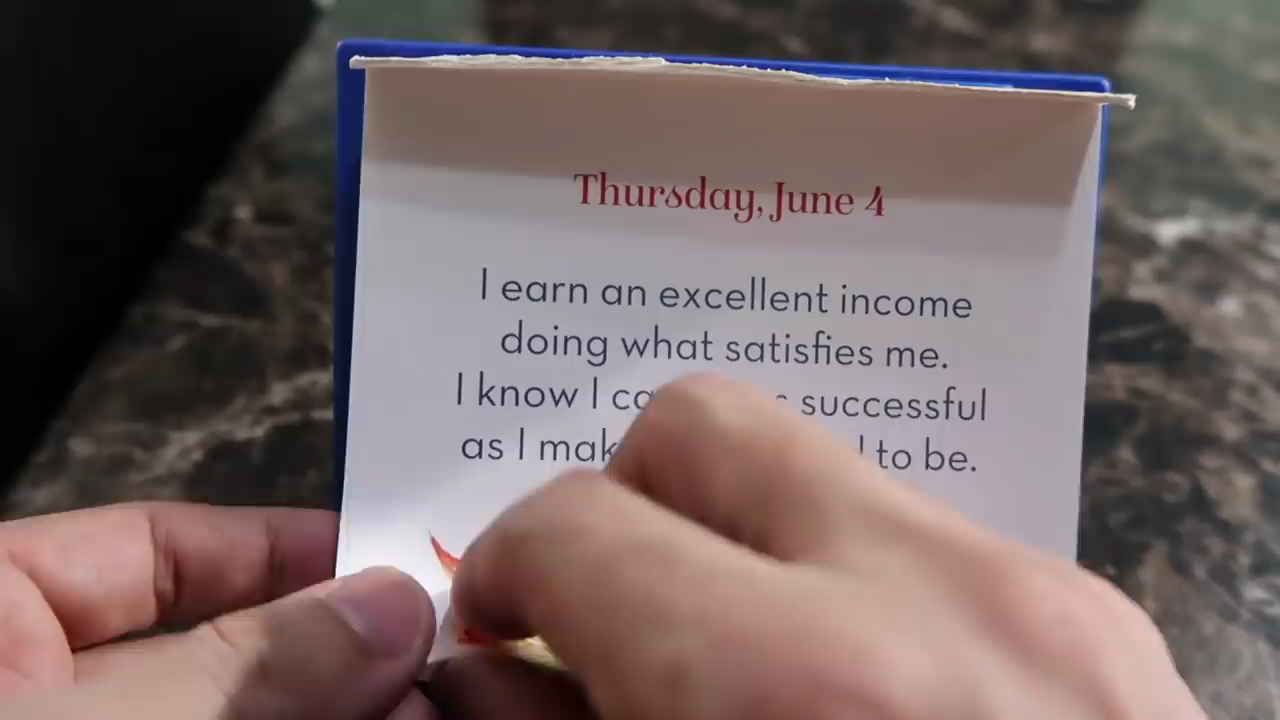 Thursday, June 4
I earn an excellent income
doing what satisfies me.
I know I successful
as I to be.